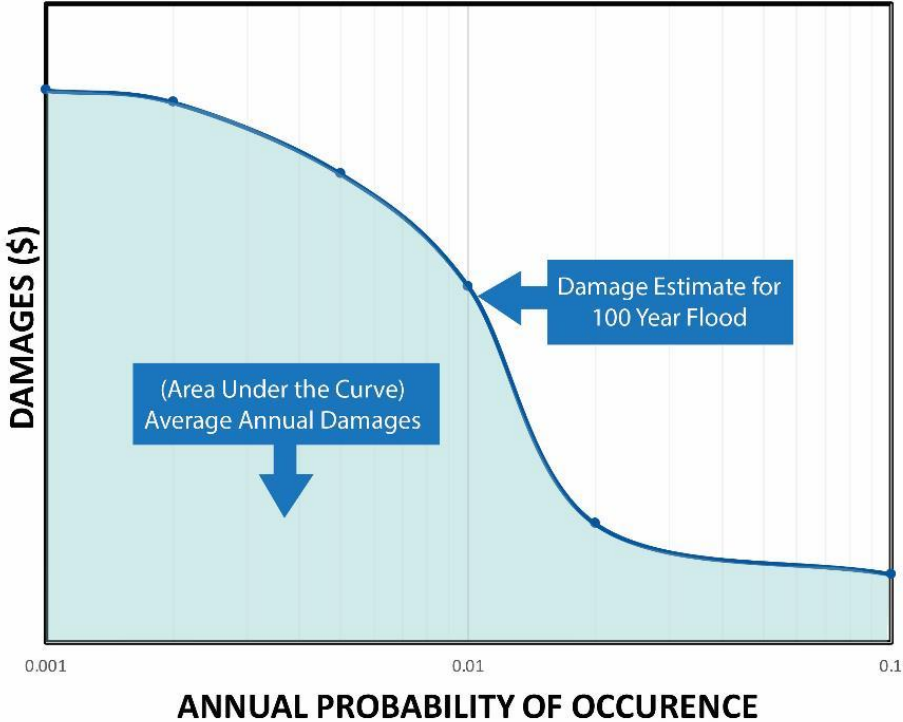 DAMAGES ($)
Damage Estimate for
100 Year Flood
(Area Under the Curve)
Average Annual Damages
0.001
0.01
0.1
ANNUAL PROBABILITY OF OCCURENCE